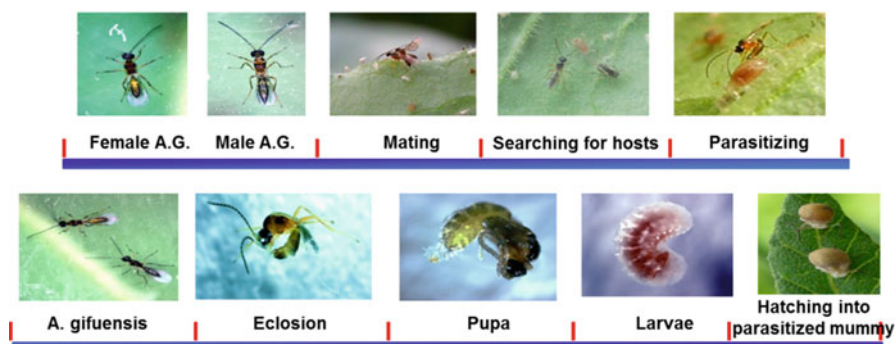 Female A.G. Male A.G. Mating Searching for hosts Parasitizing
A. gifuensis Eclosion Pupa Larvae Hatching into
parasitized mummy